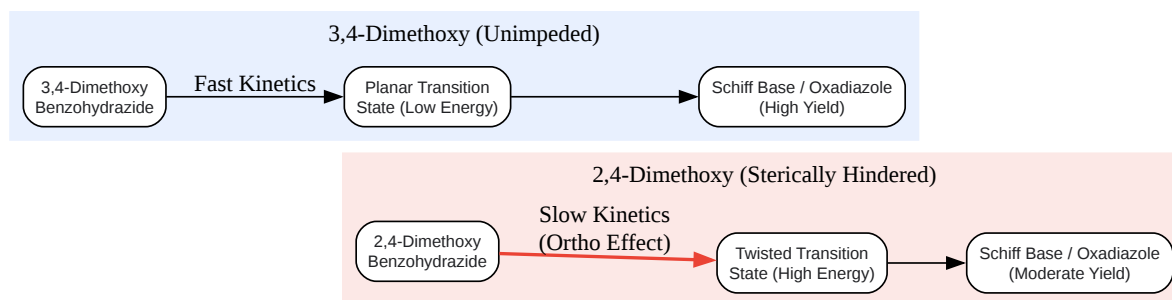 3,4-Dimethoxy (Unimpeded)
3,4-Dimethoxy
Benzohydrazide
Fast Kinetics
Planar Transition
State (Low Energy)
Schiff Base / Oxadiazole
(High Yield)
2,4-Dimethoxy (Sterically Hindered)
2,4-Dimethoxy
Benzohydrazide
Slow Kinetics
(Ortho Effect)
Twisted Transition
State (High Energy)
Schiff Base / Oxadiazole
(Moderate Yield)